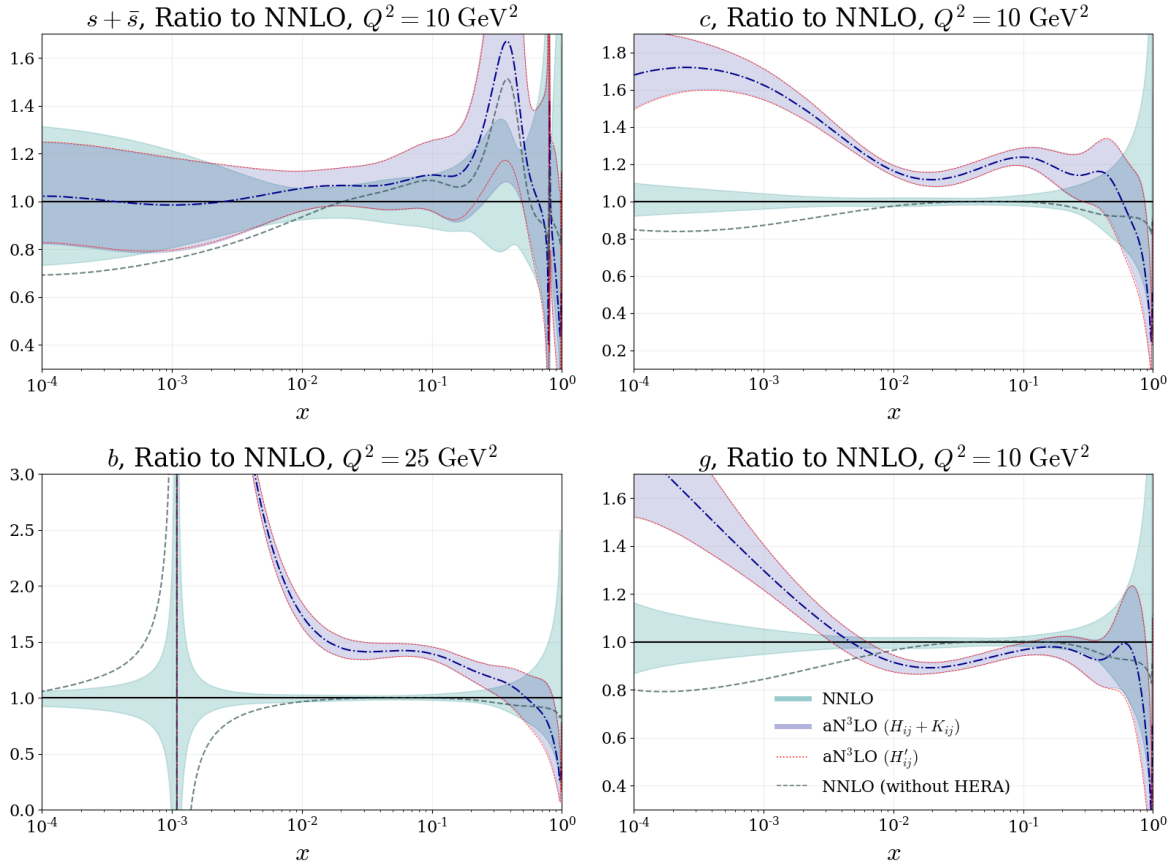 s + s̄, Ratio to NNLO, Q² = 10 GeV²
1.6
1.4
1.2
1.0
0.8
0.6
0.4
10⁻⁴ 10⁻³ 10⁻² 10⁻¹ 10⁰
x
c, Ratio to NNLO, Q² = 10 GeV²
1.8
1.6
1.4
1.2
1.0
0.8
0.6
0.4
0.2
10⁻⁴ 10⁻³ 10⁻² 10⁻¹ 10⁰
x
b, Ratio to NNLO, Q² = 25 GeV²
3.0
2.5
2.0
1.5
1.0
0.5
0.0
10⁻⁴ 10⁻³ 10⁻² 10⁻¹ 10⁰
x
g, Ratio to NNLO, Q² = 10 GeV²
1.6
1.4
1.2
1.0
0.8
0.6
0.4
NNLO
aN³LO (Hᵢⱼ + Kᵢⱼ)
aN³LO (H′ᵢⱼ)
NNLO (without HERA)
10⁻⁴ 10⁻³ 10⁻² 10⁻¹ 10⁰
x